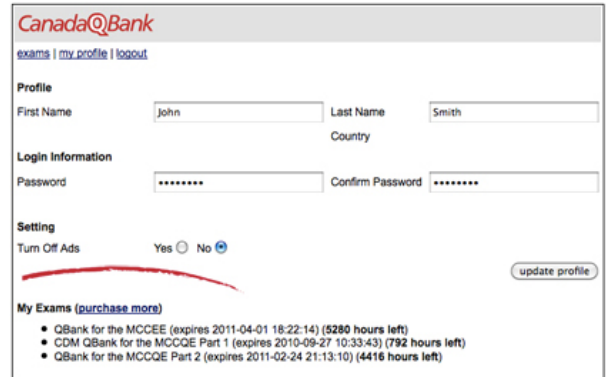 CanadaQBank
exams | my profile | logout
Profile
First Name John Last Name Smith
Country
Login Information
Password •••••••• Confirm Password ••••••••
Setting
Turn Off Ads Yes No
update profile
My Exams (purchase more)
• QBank for the MCCEE (expires 2011-04-01 18:22:14) (5280 hours left)
• CDM QBank for the MCCQE Part 1 (expires 2010-09-27 10:33:43) (792 hours left)
• QBank for the MCCQE Part 2 (expires 2011-02-24 21:13:10) (4416 hours left)